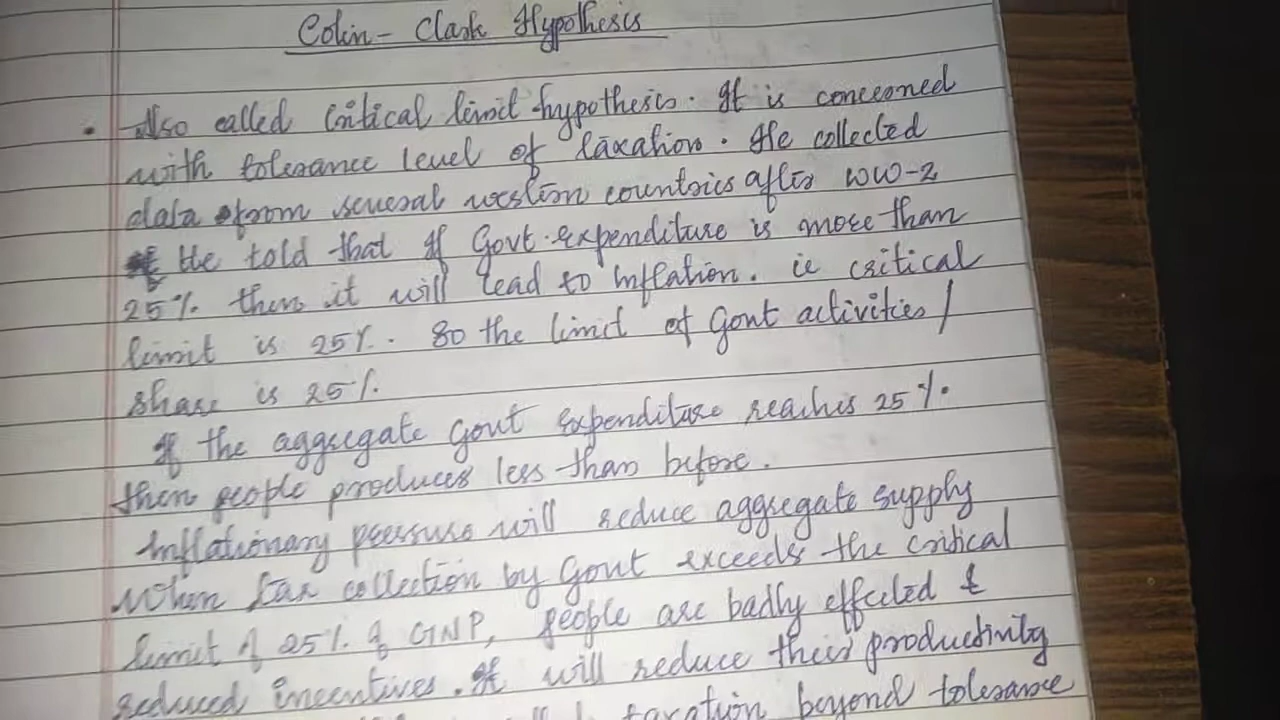 Colin - Clark Hypothesis
• Also called Critical limit hypothesis. It is concerned
with tolerance level of taxation. He collected
data from several western countries after WW-2
He told that if Govt. expenditure is more than
25% then it will lead to inflation. ie critical
limit is 25%. So the limit of Govt activities /
share is 25%.
If the aggregate Govt Expenditure reaches 25%.
then people produces less than before.
Inflationary pressure will reduce aggregate supply
When tax collection by Govt exceeds the critical
limit of 25% of GNP, people are badly effected &
reduced incentives. It will reduce their productivity
taxation beyond tolerance